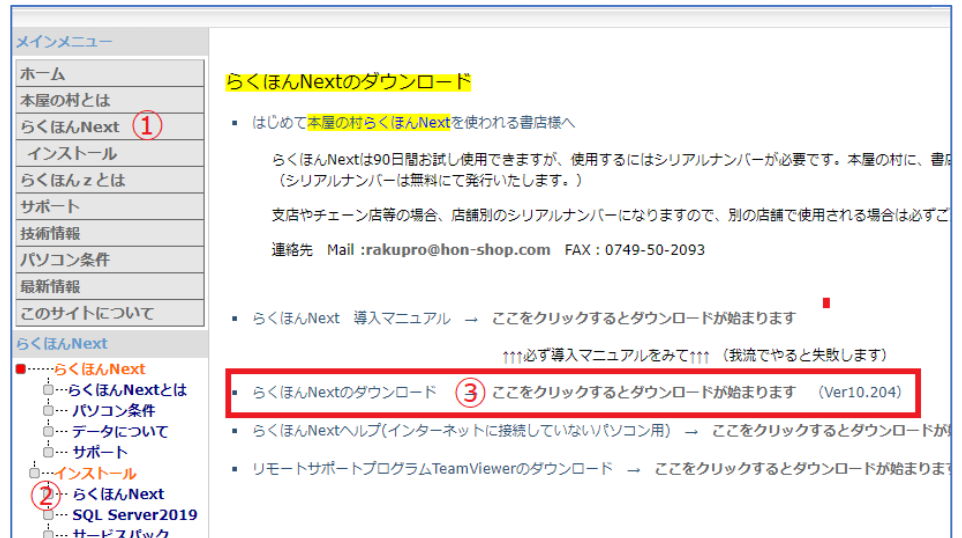 メインメニュー
ホーム
本屋の村とは
らくほんNext ①
インストール
らくほんｚとは
サポート
技術情報
パソコン条件
最新情報
このサイトについて
らくほんNext
らくほんNext
らくほんNextとは
パソコン条件
データについて
サポート
インストール
② らくほんNext
SQL Server2019
サービスパック
らくほんNextのダウンロード
はじめて本屋の村らくほんNextを使われる書店様へ
らくほんNextは90日間お試し使用できますが、使用するにはシリアルナンバーが必要です。本屋の村に、書店
（シリアルナンバーは無料にて発行いたします。）
支店やチェーン店等の場合、店舗別のシリアルナンバーになりますので、別の店舗で使用される場合は必ずご
連絡先 Mail :rakupro@hon-shop.com FAX : 0749-50-2093
らくほんNext 導入マニュアル → ここをクリックするとダウンロードが始まります
↑↑↑必ず導入マニュアルをみて↑↑↑ （我流でやると失敗します）
らくほんNextのダウンロード ③ ここをクリックするとダウンロードが始まります （Ver10.204）
らくほんNextヘルプ(インターネットに接続していないパソコン用) → ここをクリックするとダウンロードが
リモートサポートプログラムTeamViewerのダウンロード → ここをクリックするとダウンロードが始まります